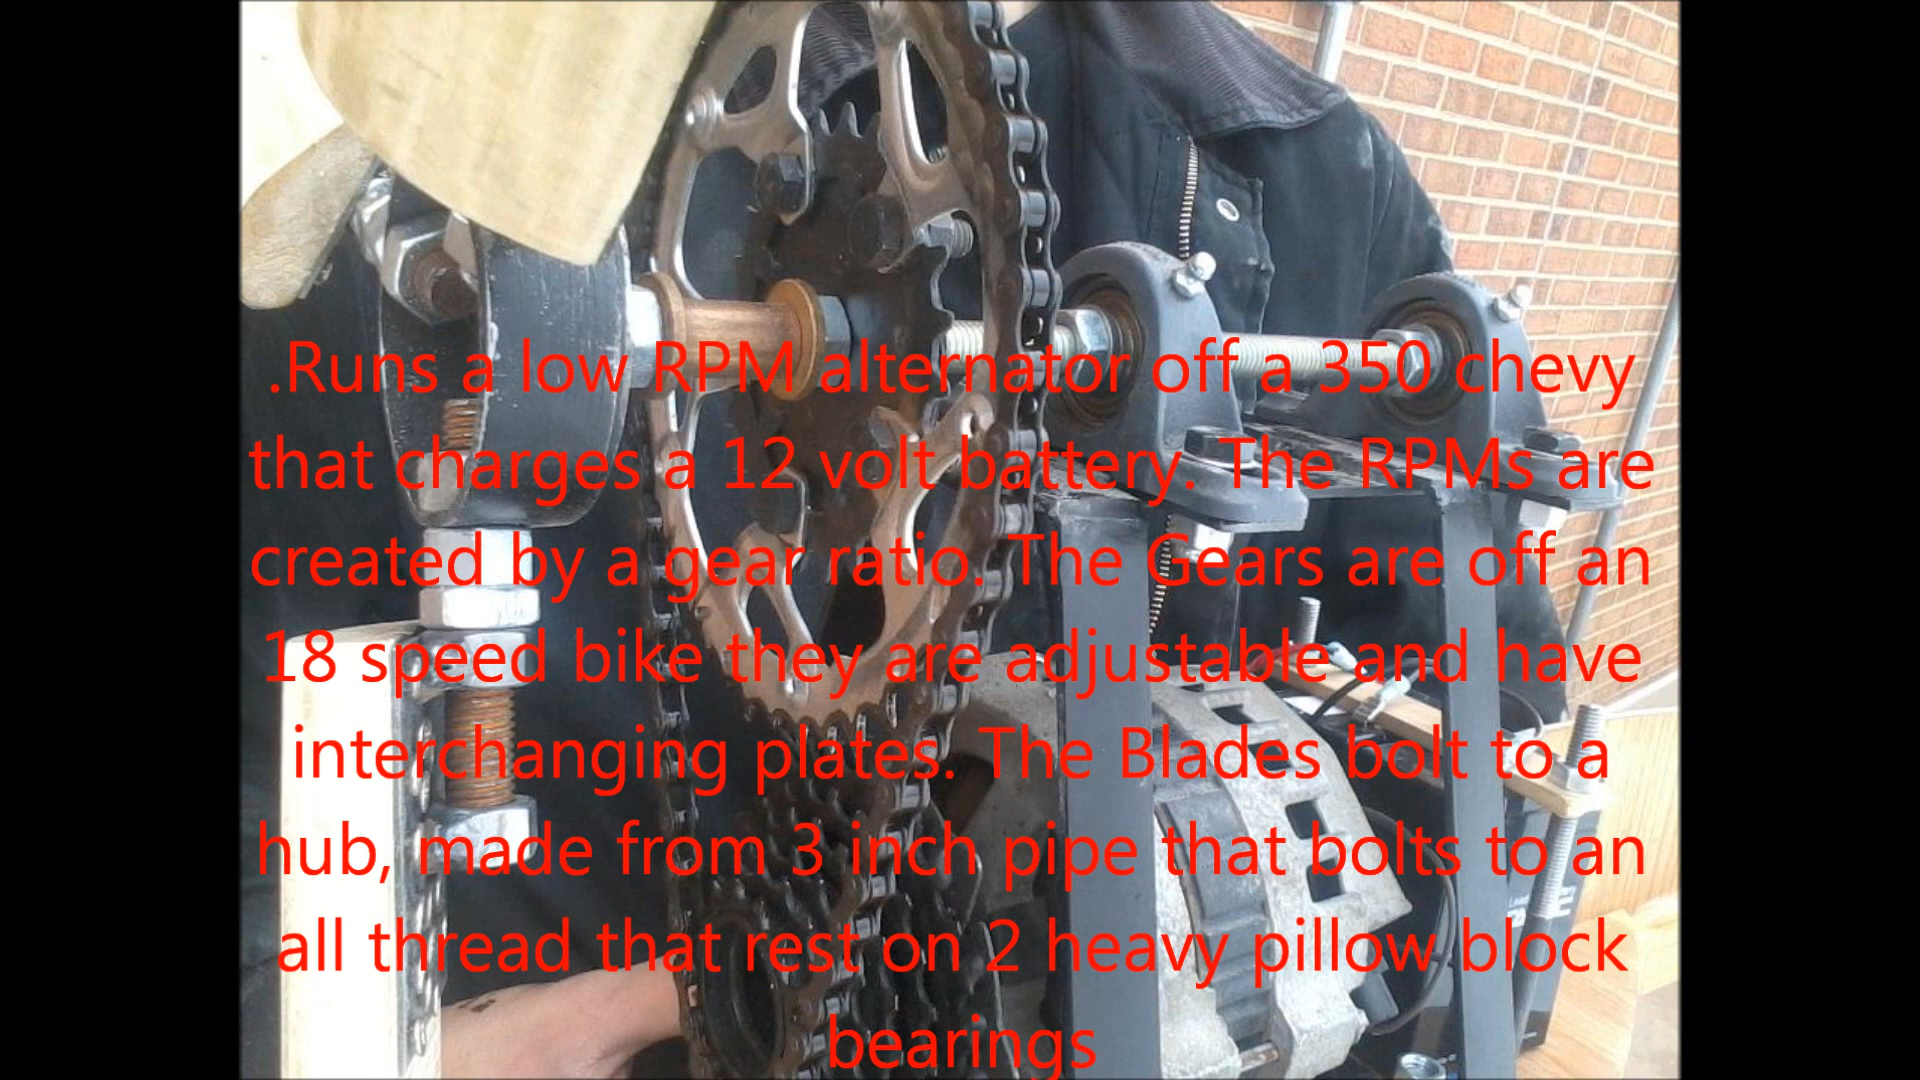 .Runs a low RPM alternator off a 350 chevy
that charges a 12 volt battery. The RPMs are
created by a gear ratio. The Gears are off an
18 speed bike they are adjustable and have
interchanging plates. The Blades bolt to a
hub, made from 3 inch pipe that bolts to an
all thread that rest on 2 heavy pillow block
bearings